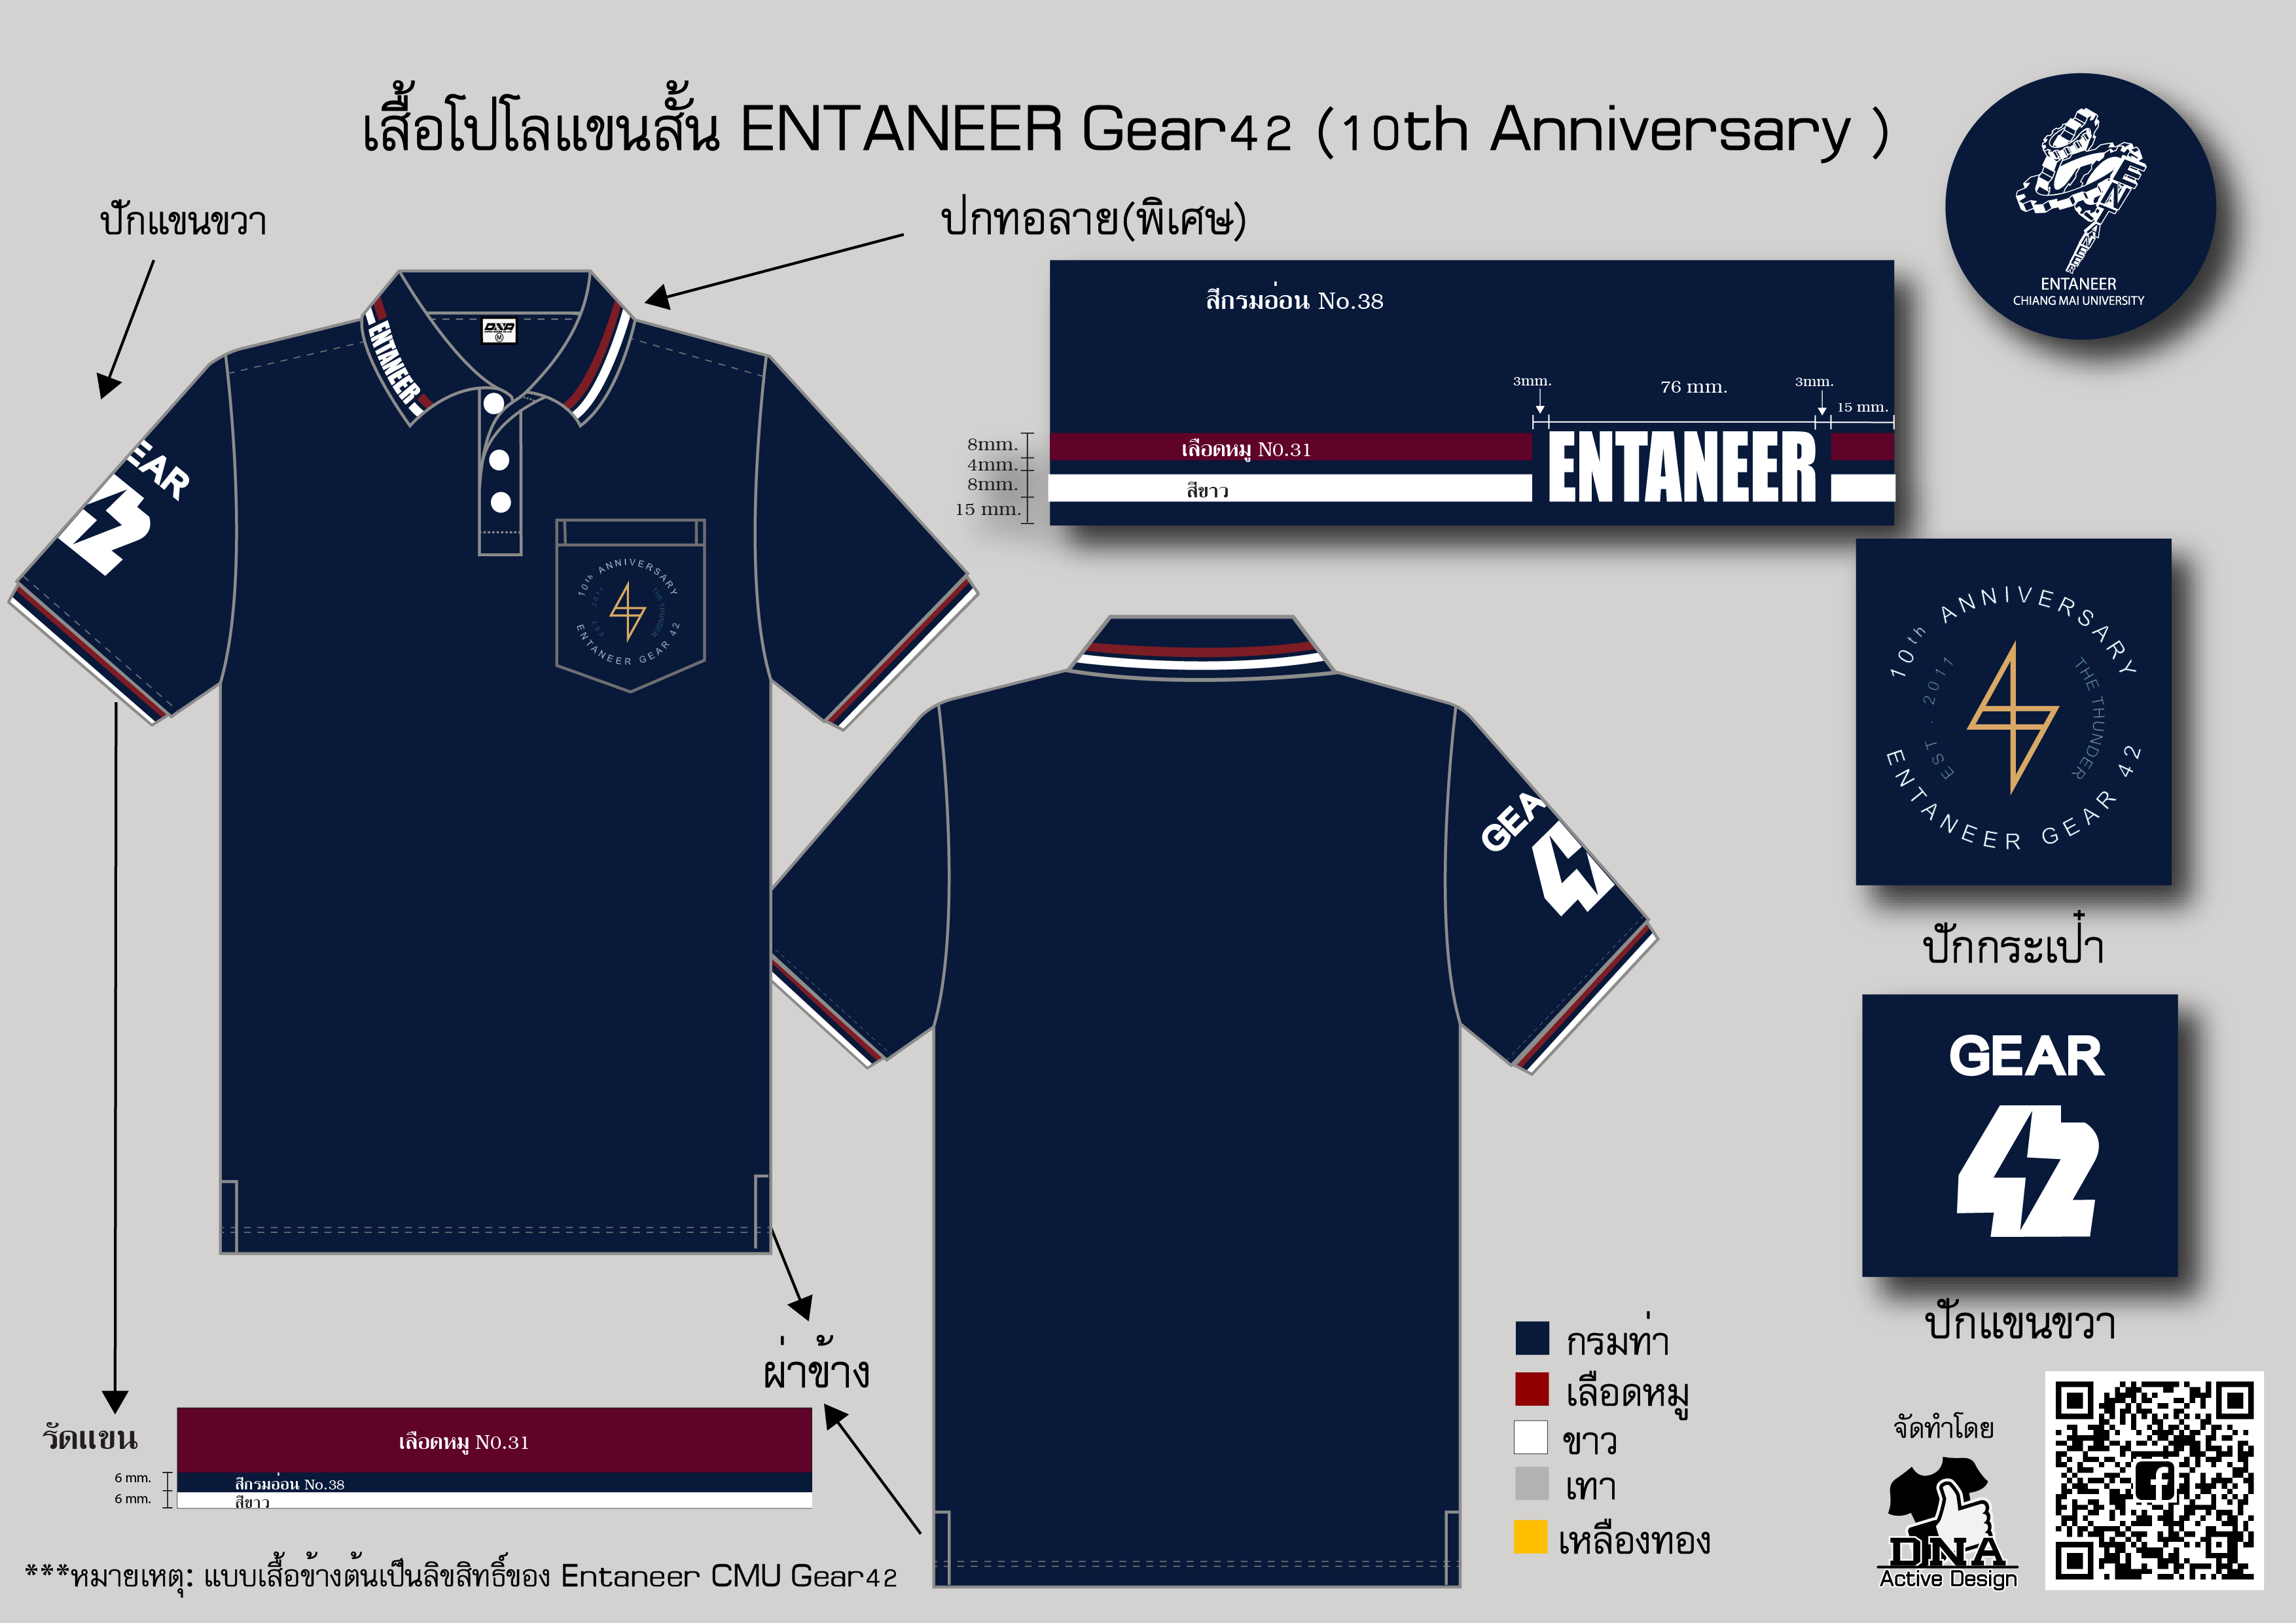 เสื้อโปโลแขนสั้น ENTANEER Gear42 (10th Anniversary )
ENTANEER
CHIANG MAI UNIVERSITY
ปักแขนขวา
ปกทอลาย(พิเศษ)
สีกรมอ่อน No.38
3mm.
76 mm.
3mm.
15 mm.
8mm.
4mm.
8mm.
15 mm.
เลือดหมู N0.31
สีขาว
ENTANEER
ENTANEER
DNA
M
EAR
42
10th ANNIVERSARY
EST . 2011
THE THUNDER
ENTANEER GEAR 42
10th ANNIVERSARY
EST . 2011
THE THUNDER
ENTANEER GEAR 42
ปักกระเป๋า
GEA
4
GEAR
42
ปักแขนขวา
ผ่าข้าง
รัดแขน
เลือดหมู N0.31
6 mm.
สีกรมอ่อน No.38
6 mm.
สีขาว
กรมท่า
เลือดหมู
ขาว
เทา
เหลืองทอง
จัดทำโดย
DNA
Active Design
***หมายเหตุ: แบบเสื้อข้างต้นเป็นลิขสิทธิ์ของ Entaneer CMU Gear42